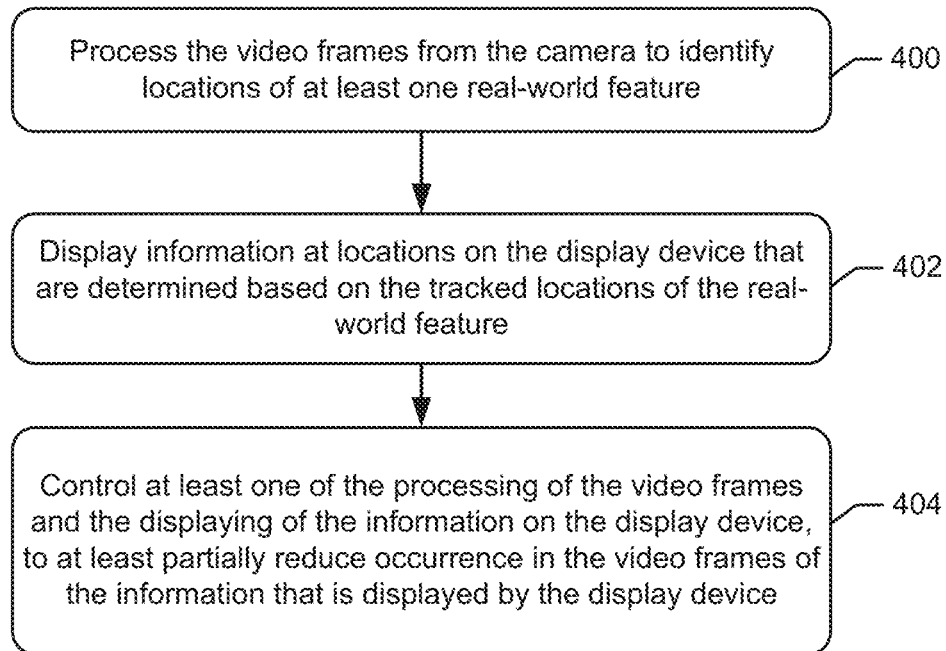 Process the video frames from the camera to identify
locations of at least one real-world feature
400
Display information at locations on the display device that
are determined based on the tracked locations of the real-
world feature
402
Control at least one of the processing of the video frames
and the displaying of the information on the display device,
to at least partially reduce occurrence in the video frames of
the information that is displayed by the display device
404